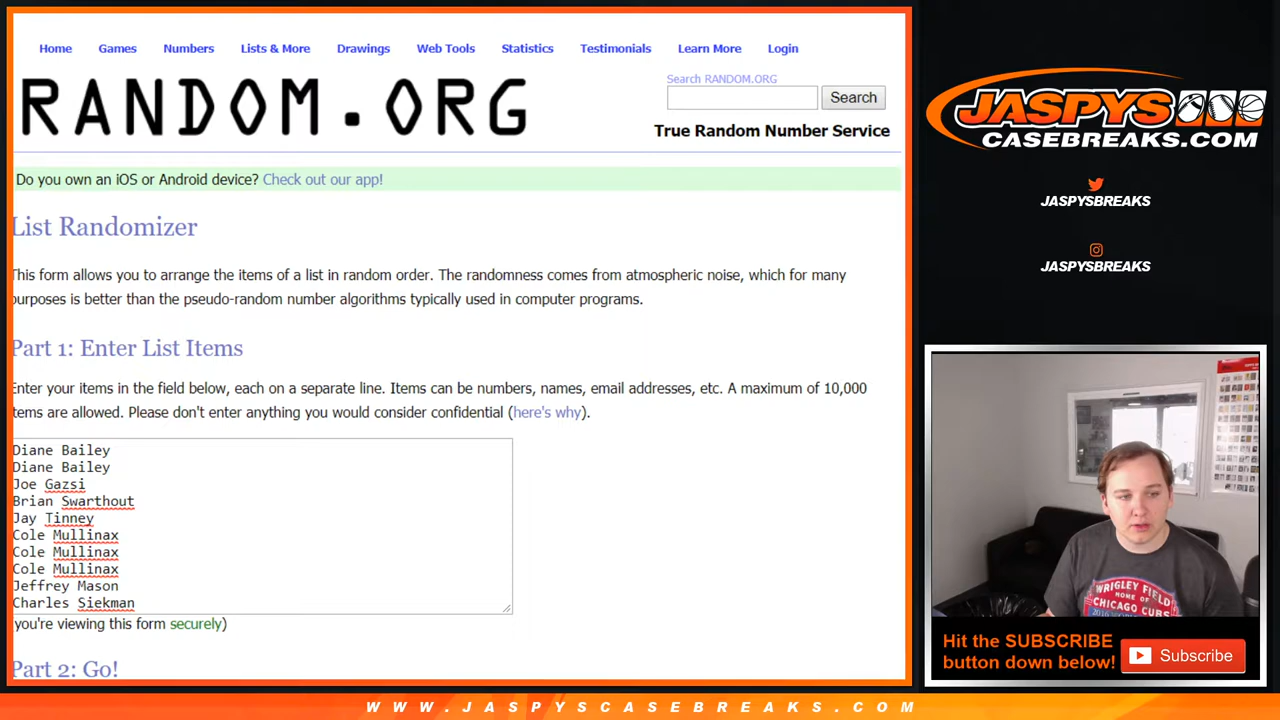 Home Games Numbers Lists & More Drawings Web Tools Statistics Testimonials Learn More Login
RANDOM.ORG
Search RANDOM.ORG
Search
True Random Number Service
Do you own an iOS or Android device? Check out our app!
List Randomizer
This form allows you to arrange the items of a list in random order. The randomness comes from atmospheric noise, which for many
purposes is better than the pseudo-random number algorithms typically used in computer programs.
Part 1: Enter List Items
Enter your items in the field below, each on a separate line. Items can be numbers, names, email addresses, etc. A maximum of 10,000
items are allowed. Please don't enter anything you would consider confidential (here's why).
Diane Bailey
Diane Bailey
Joe Gazsi
Brian Swarthout
Jay Tinney
Cole Mullinax
Cole Mullinax
Cole Mullinax
Jeffrey Mason
Charles Siekman
you're viewing this form securely)
Part 2: Go!
JASPYS
CASEBREAKS.COM
JASPYSBREAKS
JASPYSBREAKS
WRIGLEY FIELD
HOME OF
CHICAGO CUBS
Hit the SUBSCRIBE
button down below!
Subscribe
WWW.JASPYSCASEBREAKS.COM